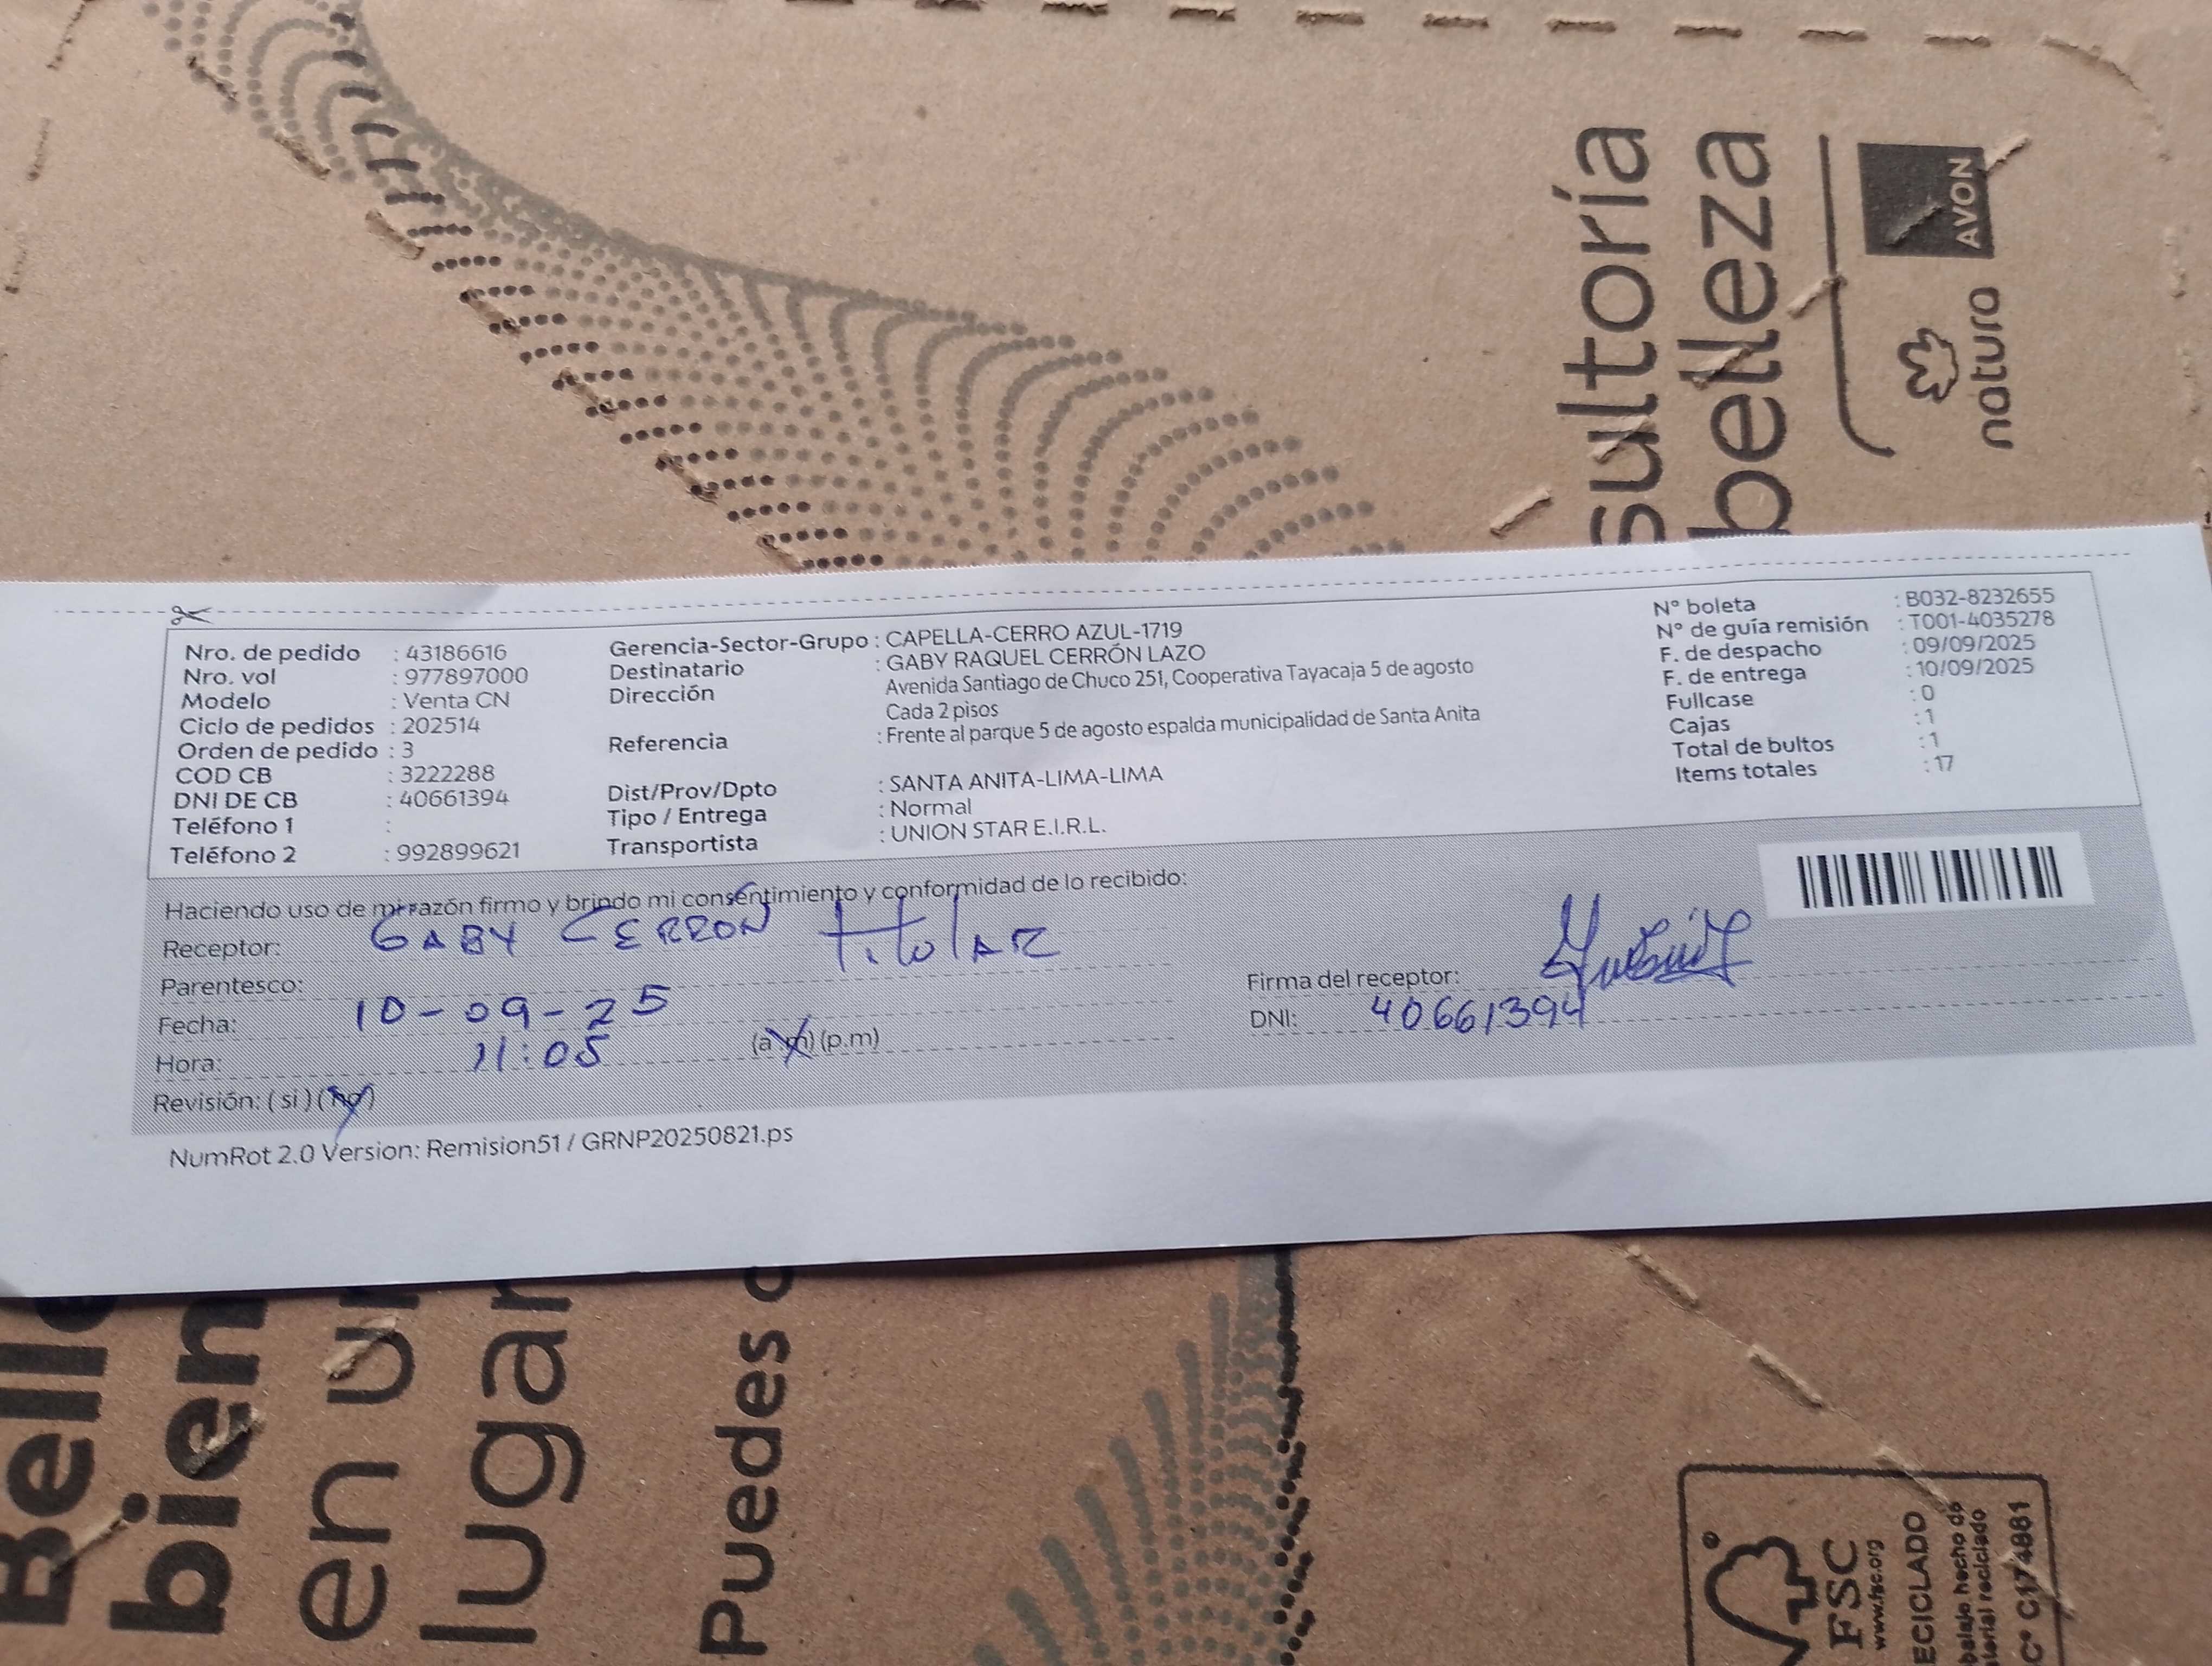 sultoría
belleza
natura
AVON
Nro. de pedido : 43186616
Nro. vol : 977897000
Modelo : Venta CN
Ciclo de pedidos : 202514
Orden de pedido : 3
COD CB : 3222288
DNI DE CB : 40661394
Teléfono 1 :
Teléfono 2 : 992899621
Gerencia-Sector-Grupo : CAPELLA-CERRO AZUL-1719
Destinatario : GABY RAQUEL CERRÓN LAZO
Dirección Avenida Santiago de Chuco 251, Cooperativa Tayacaja 5 de agosto
Cada 2 pisos
Referencia : Frente al parque 5 de agosto espalda municipalidad de Santa Anita
Dist/Prov/Dpto : SANTA ANITA-LIMA-LIMA
Tipo / Entrega : Normal
Transportista : UNION STAR E.I.R.L.
N° boleta : B032-8232655
N° de guía remisión : T001-4035278
F. de despacho : 09/09/2025
F. de entrega : 10/09/2025
Fullcase : 0
Cajas : 1
Total de bultos : 1
Items totales : 17
Haciendo uso de mi razón firmo y brindo mi consentimiento y conformidad de lo recibido:
Receptor: GABY CERRON titolAR
Parentesco:
Fecha: 10-09-25
Hora: 11:05 (a.m) (p.m)
Revisión: ( si ) (no)
Firma del receptor:
DNI: 40661394
NumRot 2.0 Version: Remision51 / GRNP20250821.ps
bien
en un
lugar
Puedes
FSC
www.fsc.org